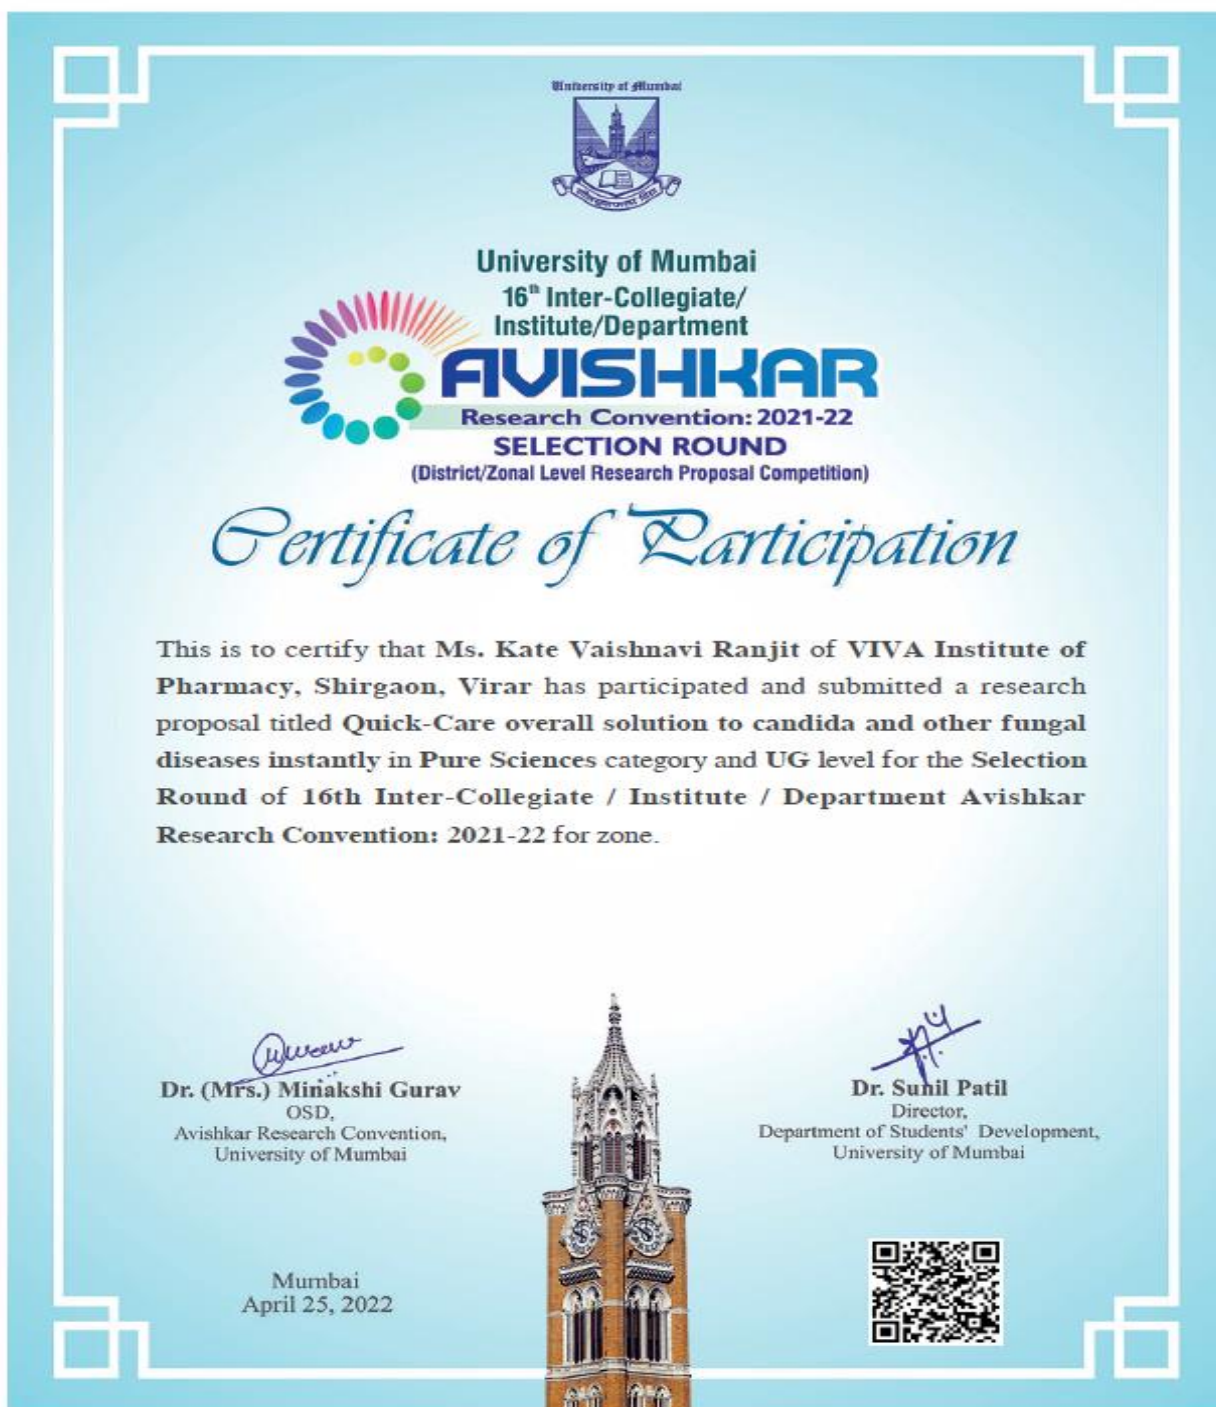 University of Mumbai
University of Mumbai
16th Inter-Collegiate/
Institute/Department
AVISHKAR
Research Convention: 2021-22
SELECTION ROUND
(District/Zonal Level Research Proposal Competition)
Certificate of Participation
This is to certify that Ms. Kate Vaishnavi Ranjit of VIVA Institute of
Pharmacy, Shirgaon, Virar has participated and submitted a research
proposal titled Quick-Care overall solution to candida and other fungal
diseases instantly in Pure Sciences category and UG level for the Selection
Round of 16th Inter-Collegiate / Institute / Department Avishkar
Research Convention: 2021-22 for zone.
Dr. (Mrs.) Minakshi Gurav
OSD,
Avishkar Research Convention,
University of Mumbai
Dr. Sunil Patil
Director,
Department of Students' Development,
University of Mumbai
Mumbai
April 25, 2022